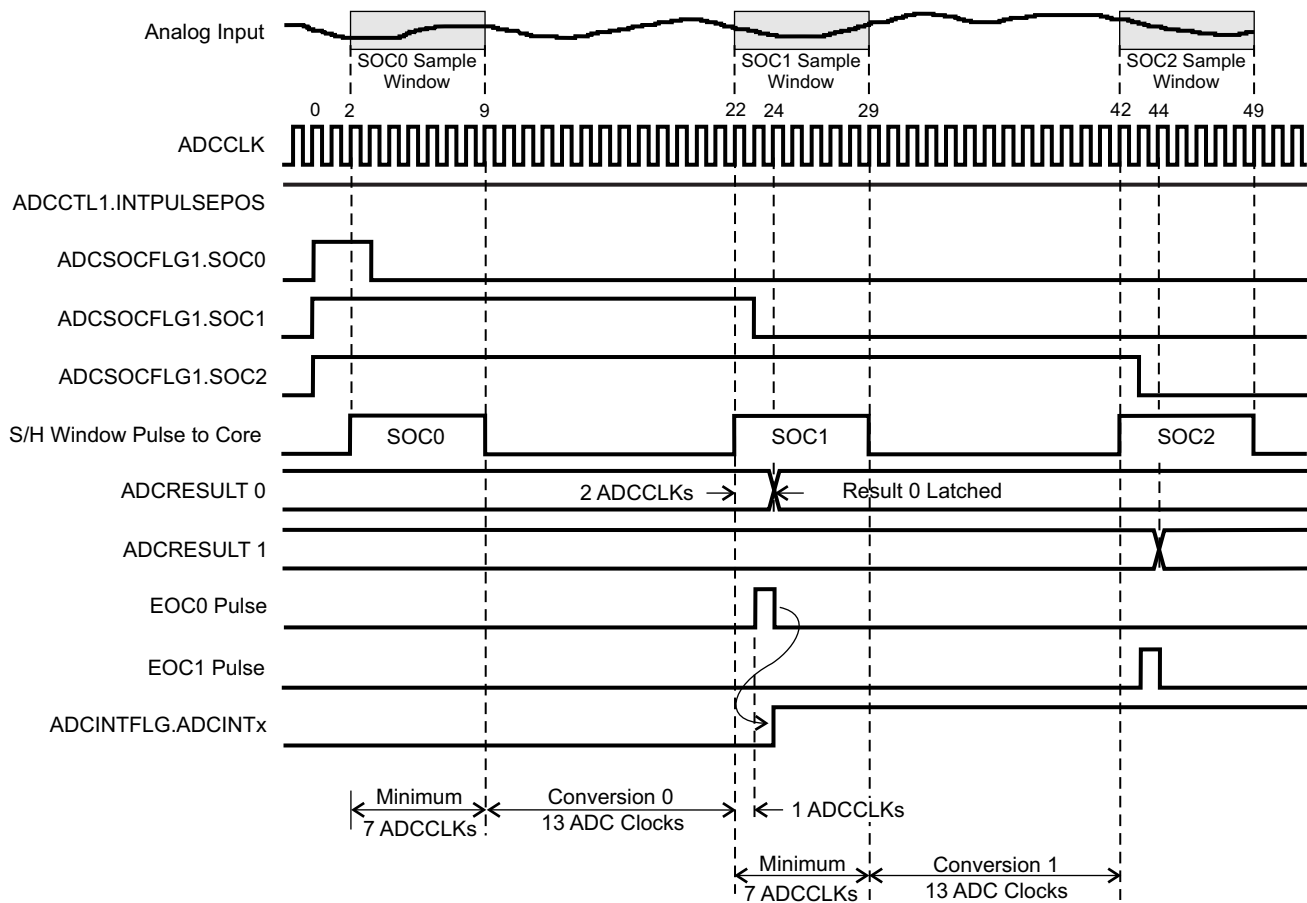 Analog Input
SOC0 Sample
Window
SOC1 Sample
Window
SOC2 Sample
Window
0 2 9 22 24 29 42 44 49
ADCCLK
ADCCTL1.INTPULSEPOS
ADCSOCFLG1.SOC0
ADCSOCFLG1.SOC1
ADCSOCFLG1.SOC2
S/H Window Pulse to Core SOC0 SOC1 SOC2
ADCRESULT 0 2 ADCCLKs Result 0 Latched
ADCRESULT 1
EOC0 Pulse
EOC1 Pulse
ADCINTFLG.ADCINTx
Minimum
7 ADCCLKs
Conversion 0
13 ADC Clocks
1 ADCCLKs
Minimum
7 ADCCLKs
Conversion 1
13 ADC Clocks